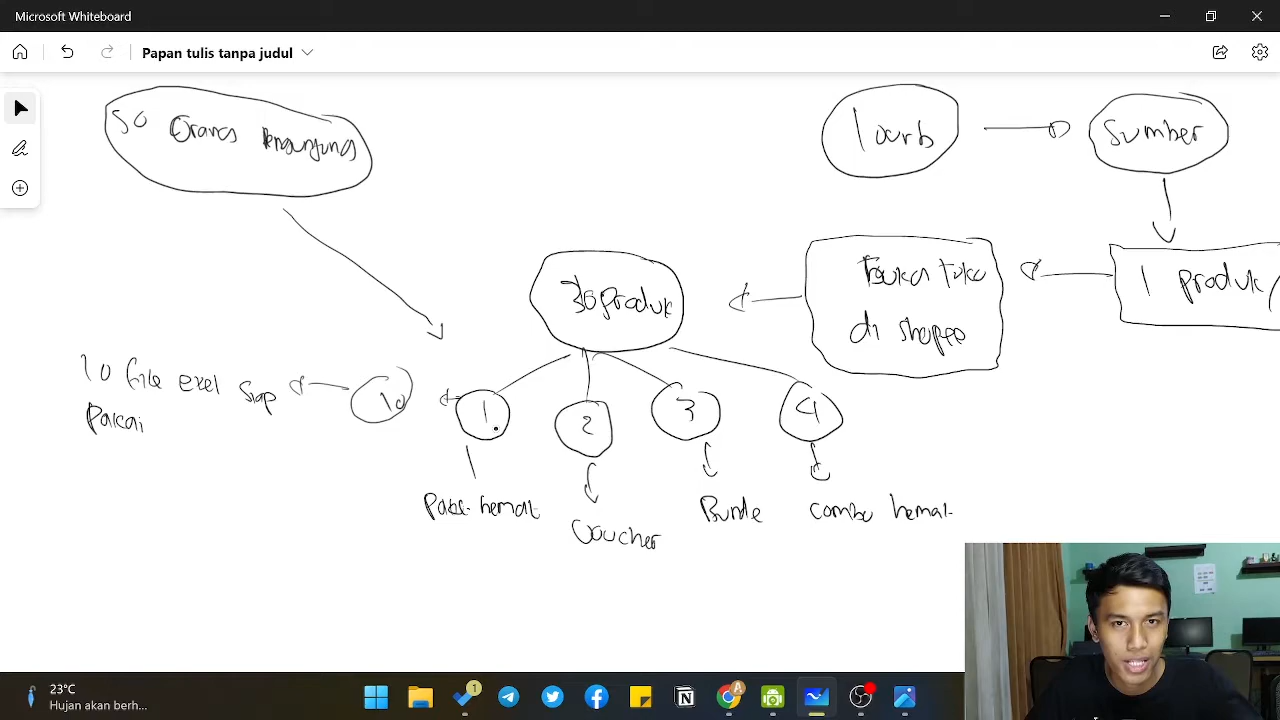 Microsoft Whiteboard
Papan tulis tanpa judul
50 orang pengunjung
1 
Sumber
1 produk
Buka toko
di shopee
30 produk
10 file exel siap
Pakai
10
1
2
3
4
Paket hemat
Voucher
Bundle
Combo hemat
1
A
N
23°C
Hujan akan berh...